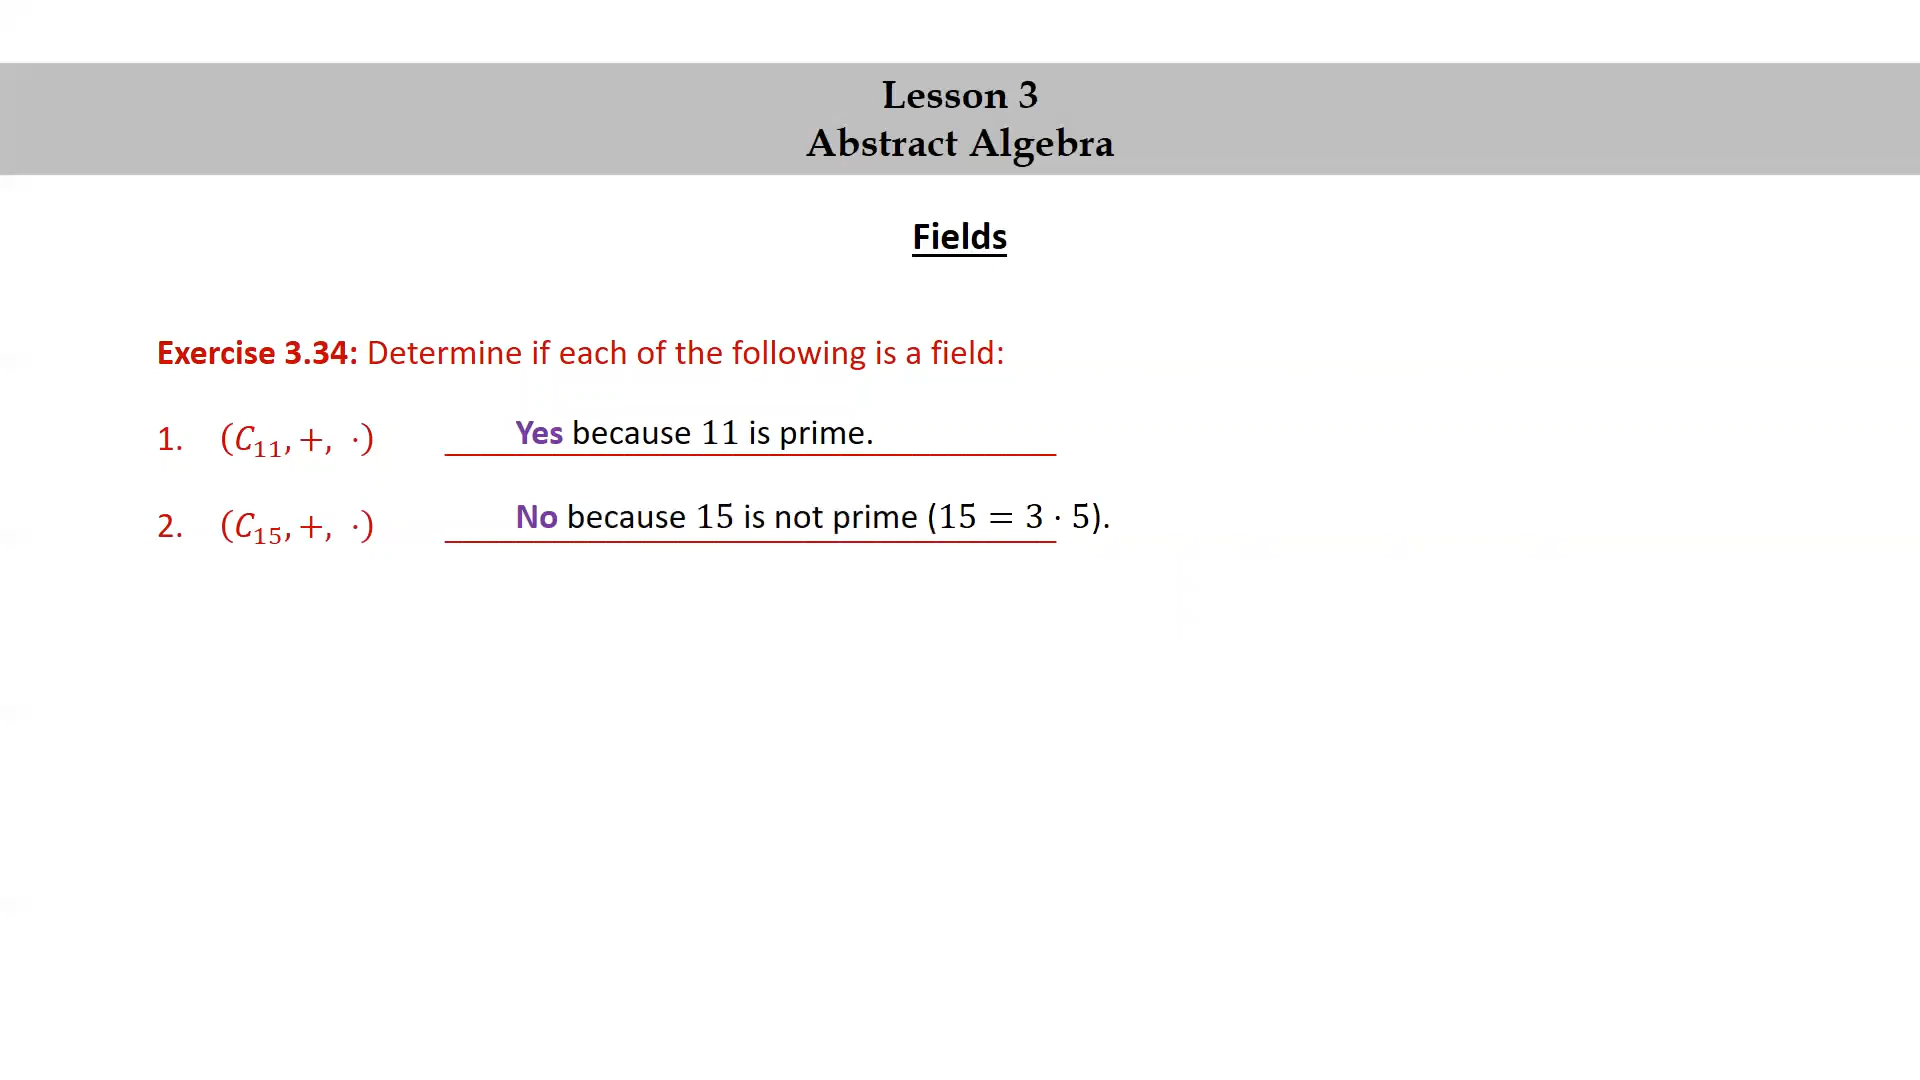 Lesson 3
Abstract Algebra
Fields
Exercise 3.34: Determine if each of the following is a field:
1. (C₁₁, +, ·) Yes because 11 is prime.
2. (C₁₅, +, ·) No because 15 is not prime (15 = 3 · 5).